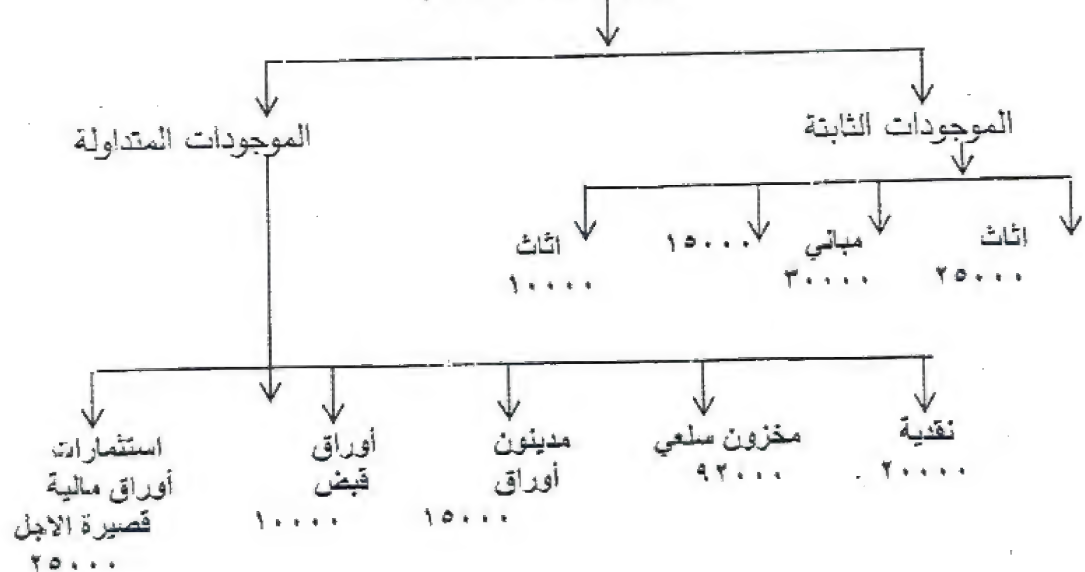 الموجودات الثابتة
الموجودات المتداولة
اثاث
٢٥٠٠٠
مباني
٣٠٠٠٠
١٥٠٠٠
اثاث
١٠٠٠٠
نقدية
٢٠٠٠٠
مخزون سلعي
٩٢٠٠٠
مدينون
أوراق
١٥٠٠٠
أوراق
قبض
١٠٠٠٠
استثمارات
أوراق مالية
قصيرة الاجل
٢٥٠٠٠